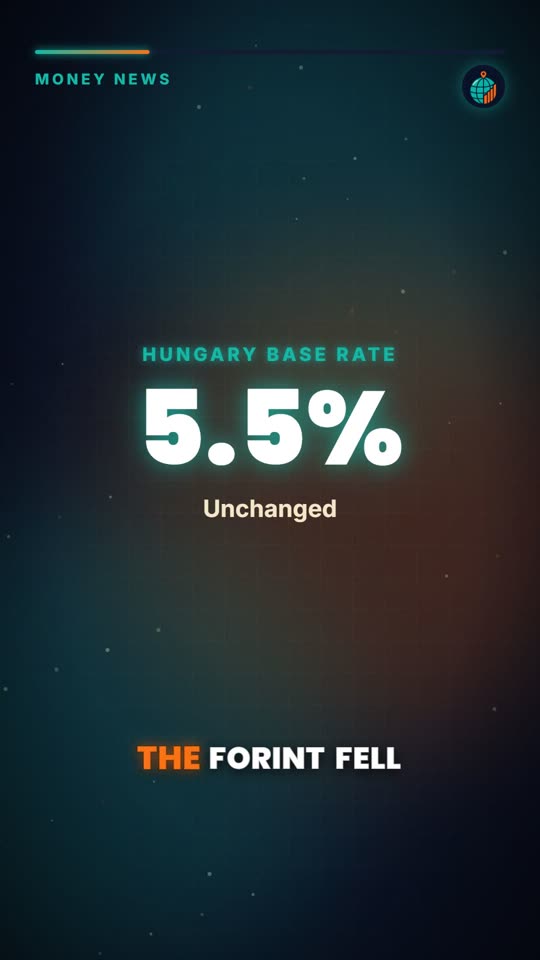 MONEY NEWS
HUNGARY BASE RATE
5.5%
Unchanged
THE FORINT FELL